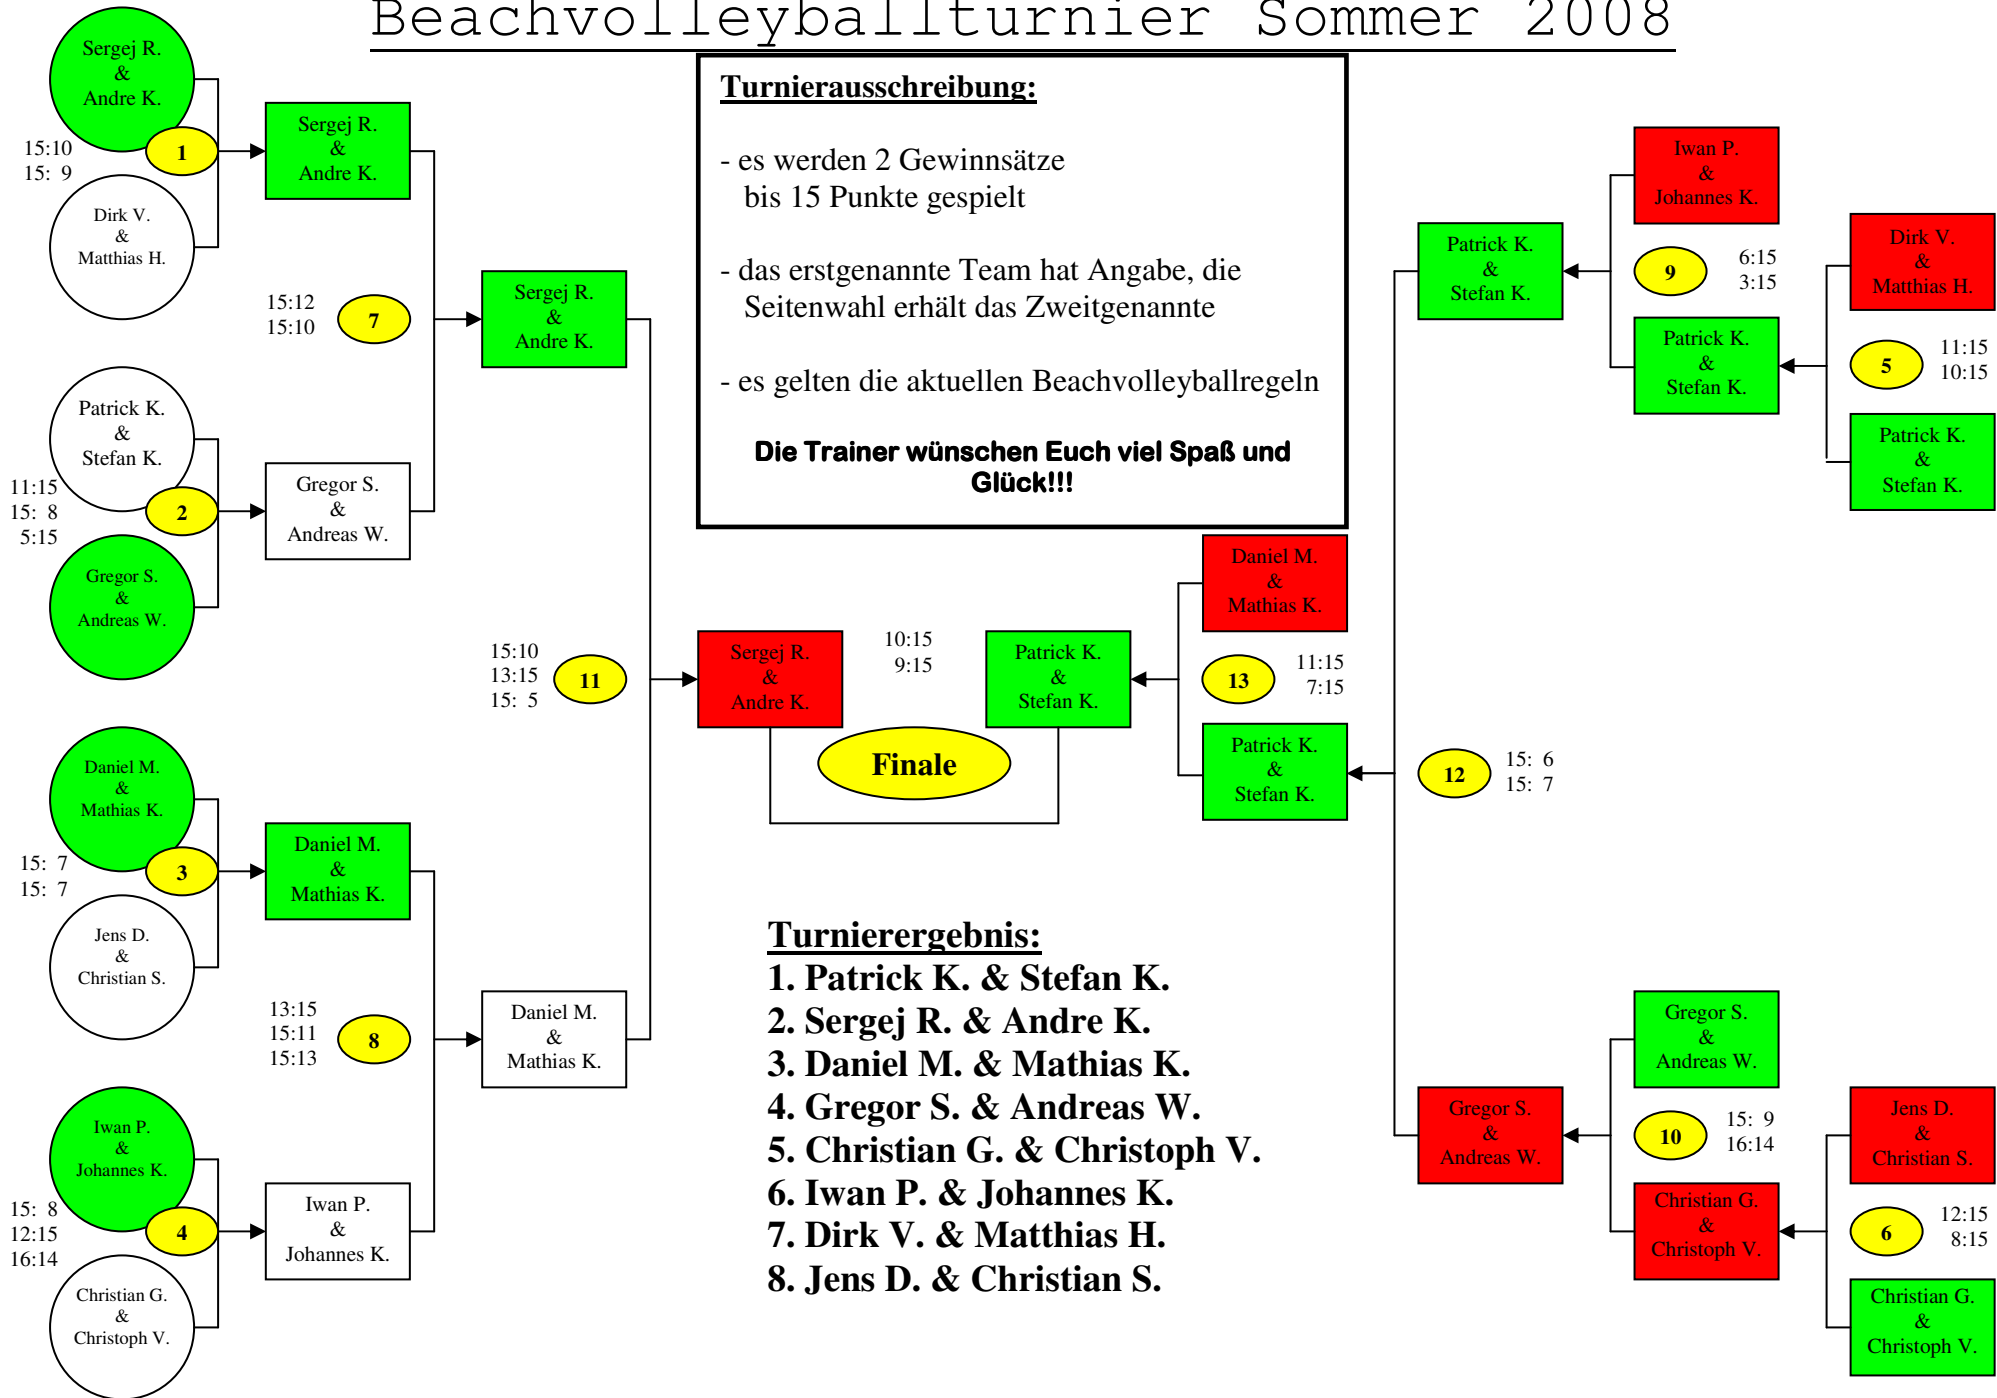 Beachvolleyballturnier Sommer 2008
Sergej R.
&
Andre K.
15:10
15: 9
1
Dirk V.
&
Matthias H.
Patrick K.
&
Stefan K.
11:15
15: 8
5:15
2
Gregor S.
&
Andreas W.
Daniel M.
&
Mathias K.
15: 7
15: 7
3
Jens D.
&
Christian S.
Iwan P.
&
Johannes K.
15: 8
12:15
16:14
4
Christian G.
&
Christoph V.
Sergej R.
&
Andre K.
15:12
15:10
7
Gregor S.
&
Andreas W.
Daniel M.
&
Mathias K.
13:15
15:11
15:13
8
Iwan P.
&
Johannes K.
Sergej R.
&
Andre K.
15:10
13:15
15: 5
11
Daniel M.
&
Mathias K.
Turnierausschreibung:
- es werden 2 Gewinnsätze
bis 15 Punkte gespielt
- das erstgenannte Team hat Angabe, die
Seitenwahl erhält das Zweitgenannte
- es gelten die aktuellen Beachvolleyballregeln
Die Trainer wünschen Euch viel Spaß und
Glück!!!
Sergej R.
&
Andre K.
10:15
9:15
Finale
Patrick K.
&
Stefan K.
Daniel M.
&
Mathias K.
13
11:15
7:15
Patrick K.
&
Stefan K.
12
15: 6
15: 7
Turnierergebnis:
1. Patrick K. & Stefan K.
2. Sergej R. & Andre K.
3. Daniel M. & Mathias K.
4. Gregor S. & Andreas W.
5. Christian G. & Christoph V.
6. Iwan P. & Johannes K.
7. Dirk V. & Matthias H.
8. Jens D. & Christian S.
Patrick K.
&
Stefan K.
Iwan P.
&
Johannes K.
9
6:15
3:15
Patrick K.
&
Stefan K.
Dirk V.
&
Matthias H.
5
11:15
10:15
Patrick K.
&
Stefan K.
Gregor S.
&
Andreas W.
Gregor S.
&
Andreas W.
10
15: 9
16:14
Christian G.
&
Christoph V.
Jens D.
&
Christian S.
6
12:15
8:15
Christian G.
&
Christoph V.